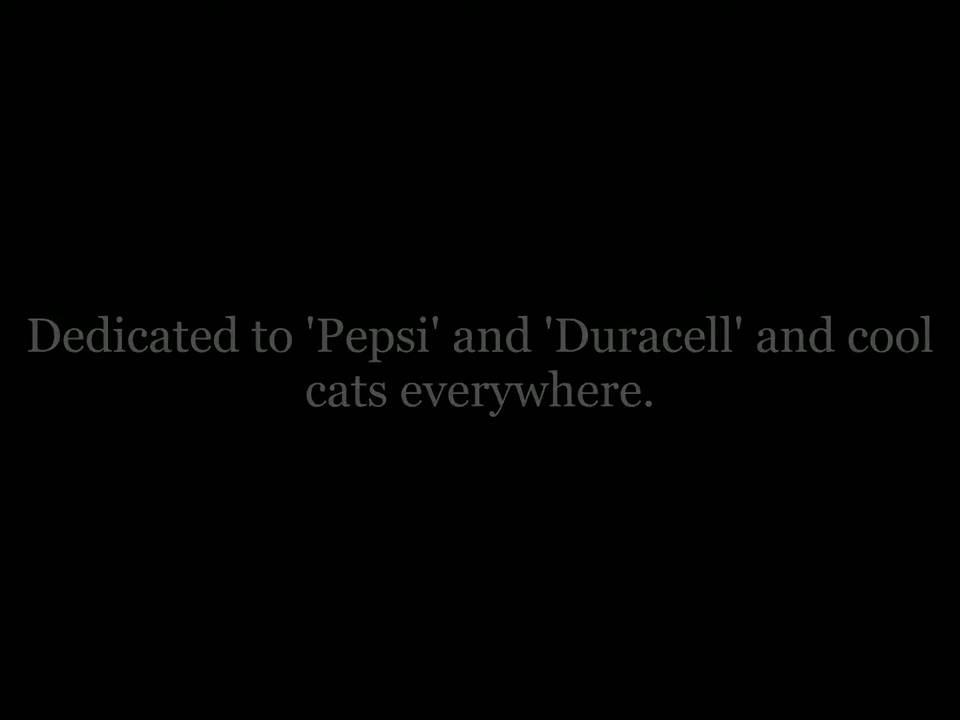 Dedicated to 'Pepsi' and 'Duracell' and cool
cats everywhere.